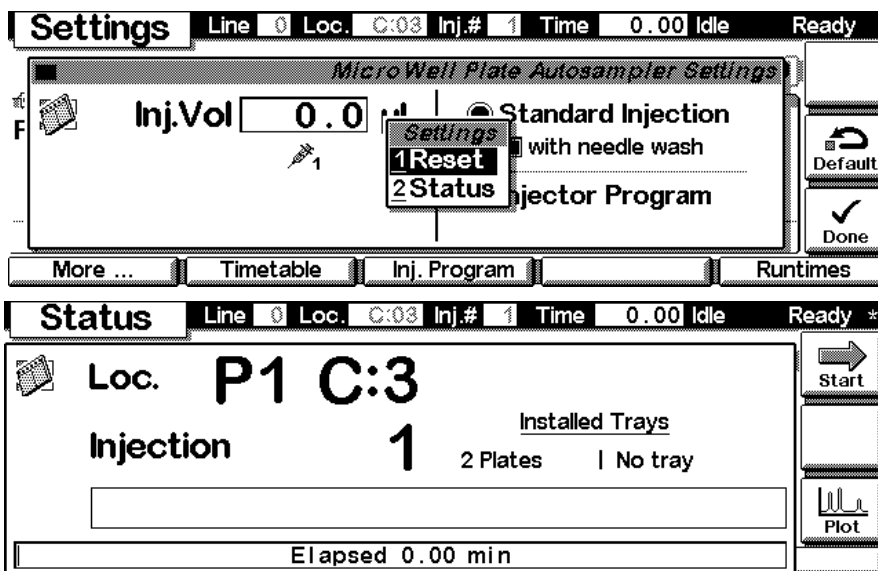 Settings Line 0 Loc. C:03 Inj.# 1 Time 0.00 Idle Ready
MicroWell Plate Autosampler Settings
F
Inj.Vol 0.0 Standard Injection
Settings
with needle wash
1
1 Reset
2 Status
Program
Default
Done
More ... Timetable Inj. Program Runtimes
Status Line 0 Loc. C:03 Inj.# 1 Time 0.00 Idle Ready *
Loc. P1 C:3
Start
Injection 1
Installed Trays
2 Plates | No tray
Plot
Elapsed 0.00 min